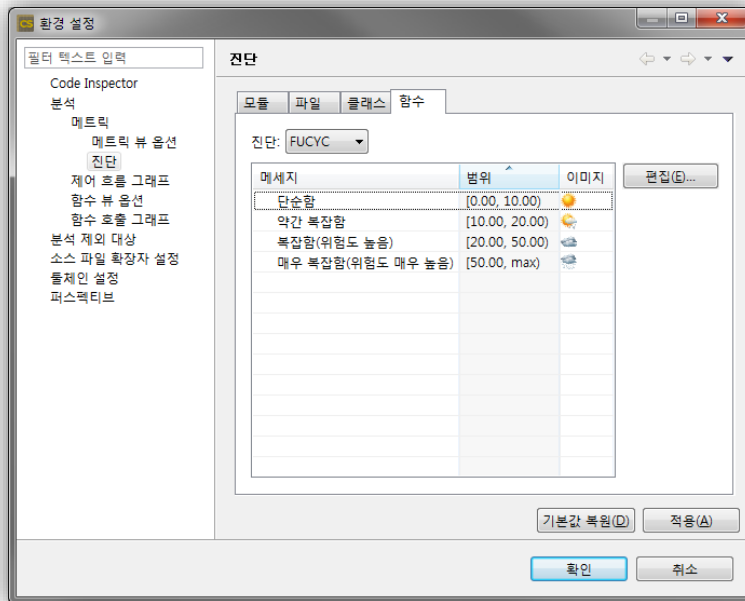 CS 환경 설정
필터 텍스트 입력
Code Inspector
분석
메트릭
메트릭 뷰 옵션
진단
제어 흐름 그래프
함수 뷰 옵션
함수 호출 그래프
분석 제외 대상
소스 파일 확장자 설정
툴체인 설정
퍼스펙티브
진단
모듈 파일 클래스 함수
진단: FUCYC
메세지 범위 이미지
단순함 [0.00, 10.00)
약간 복잡함 [10.00, 20.00)
복잡함(위험도 높음) [20.00, 50.00)
매우 복잡함(위험도 매우 높음) [50.00, max)
편집(E)...
기본값 복원(D) 적용(A)
확인 취소